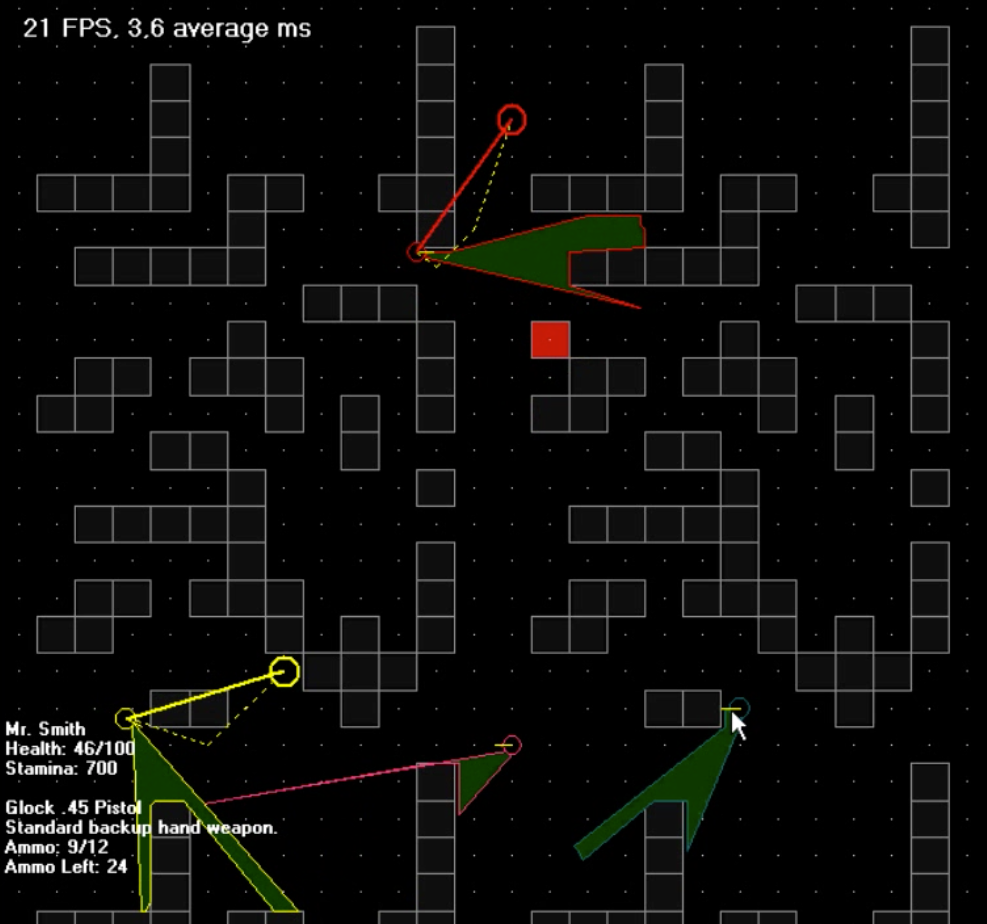 21 FPS, 3,6 average ms
Mr. Smith
Health: 46/100
Stamina: 700
Glock .45 Pistol
Standard backup hand weapon.
Ammo: 9/12
Ammo Left: 24